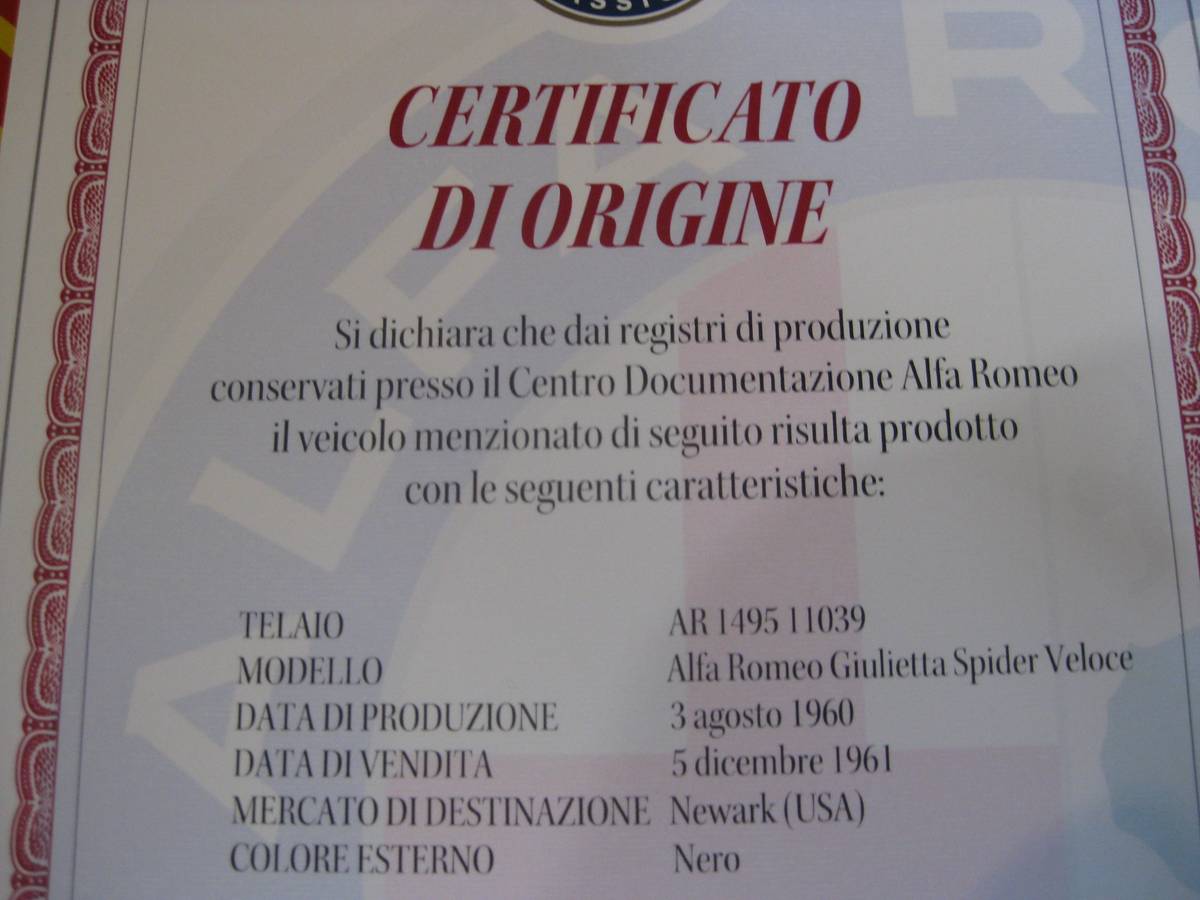 CERTIFICATO
DI ORIGINE
Si dichiara che dai registri di produzione
conservati presso il Centro Documentazione Alfa Romeo
il veicolo menzionato di seguito risulta prodotto
con le seguenti caratteristiche:
TELAIO AR 1495 11039
MODELLO Alfa Romeo Giulietta Spider Veloce
DATA DI PRODUZIONE 3 agosto 1960
DATA DI VENDITA 5 dicembre 1961
MERCATO DI DESTINAZIONE Newark (USA)
COLORE ESTERNO Nero
ALFA R